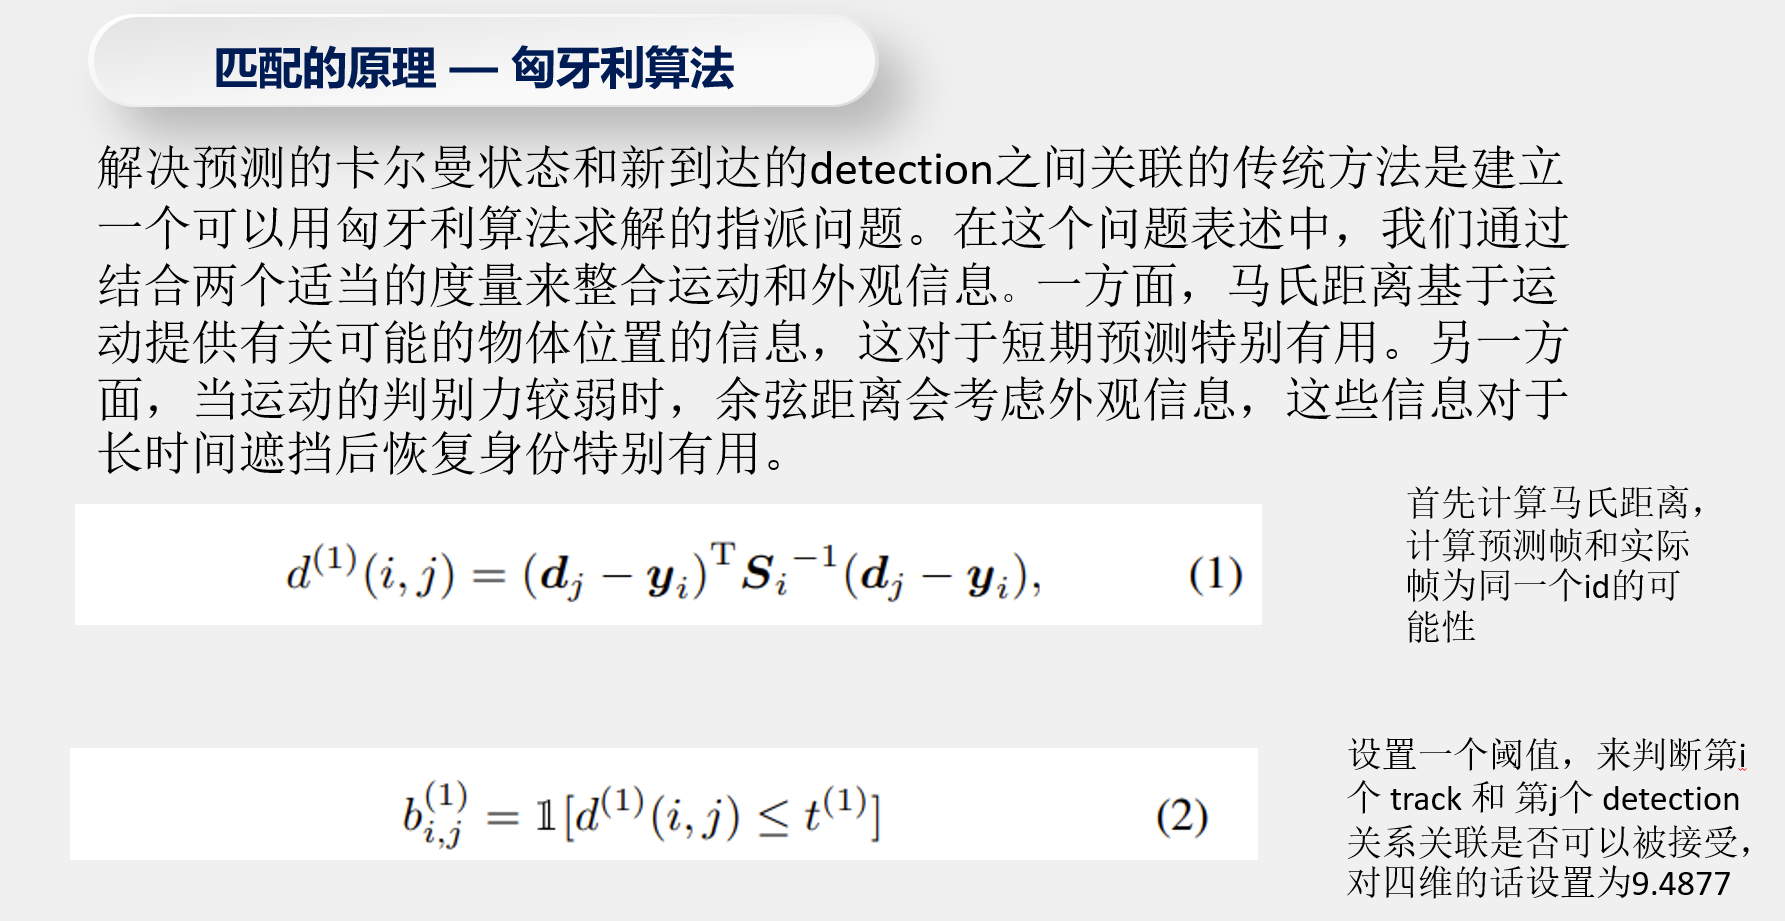 匹配的原理 — 匈牙利算法
解决预测的卡尔曼状态和新到达的detection之间关联的传统方法是建立
一个可以用匈牙利算法求解的指派问题。在这个问题表述中，我们通过
结合两个适当的度量来整合运动和外观信息。一方面，马氏距离基于运
动提供有关可能的物体位置的信息，这对于短期预测特别有用。另一方
面，当运动的判别力较弱时，余弦距离会考虑外观信息，这些信息对于
长时间遮挡后恢复身份特别有用。
首先计算马氏距离，
计算预测帧和实际
帧为同一个id的可
能性
d^{(1)}(i, j) = (d_j − y_i)^T S_i^{−1}(d_j − y_i), (1)
设置一个阈值，来判断第i
个 track 和 第j个 detection
关系关联是否可以被接受，
对四维的话设置为9.4877
b_{i,j}^{(1)} = 𝟙[d^{(1)}(i, j) ≤ t^{(1)}] (2)